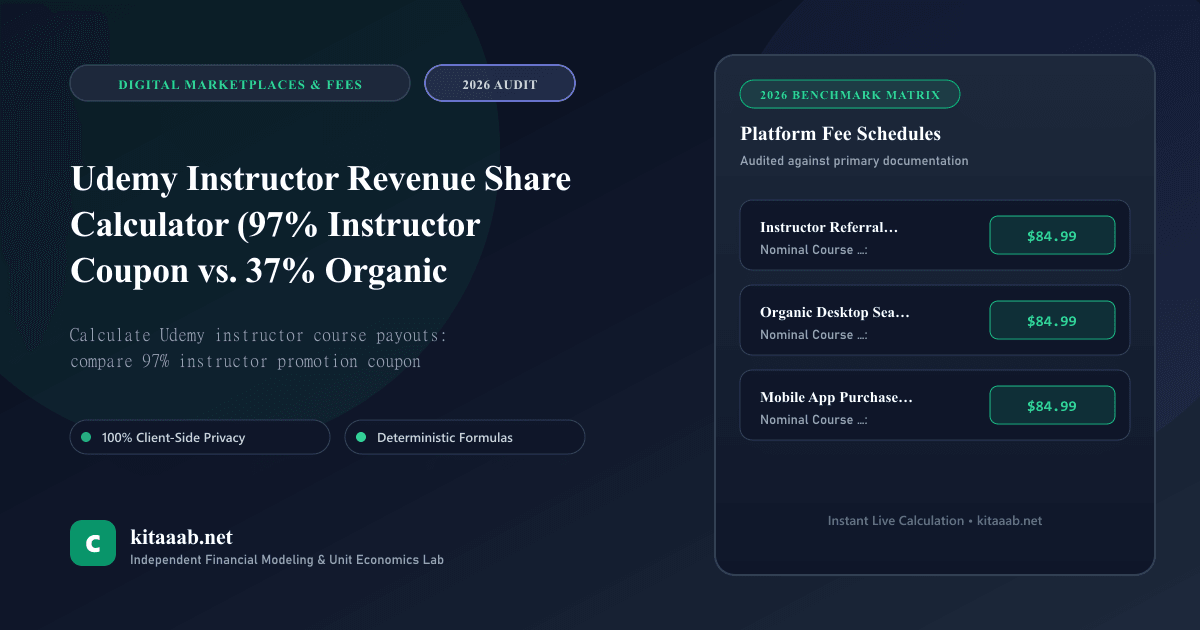 DIGITAL MARKETPLACES & FEES
2026 AUDIT
Udemy Instructor Revenue Share
Calculator (97% Instructor
Coupon vs. 37% Organic
Calculate Udemy instructor course payouts:
compare 97% instructor promotion coupon
100% Client-Side Privacy
Deterministic Formulas
C
kitaaab.net
Independent Financial Modeling & Unit Economics Lab
2026 BENCHMARK MATRIX
Platform Fee Schedules
Audited against primary documentation
Instructor Referral…
Nominal Course …:
$84.99
Organic Desktop Sea…
Nominal Course …:
$84.99
Mobile App Purchase…
Nominal Course …:
$84.99
Instant Live Calculation • kitaaab.net